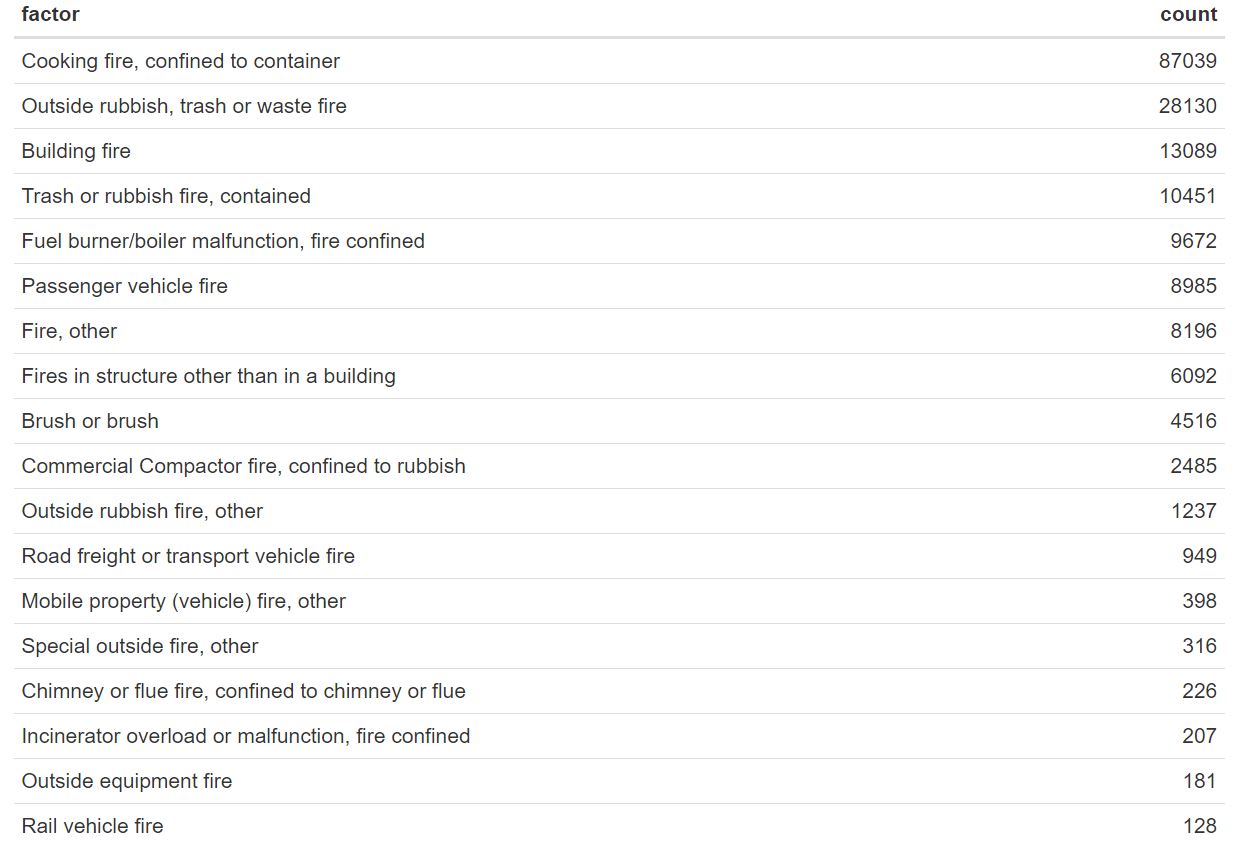 factor count
Cooking fire, confined to container 87039
Outside rubbish, trash or waste fire 28130
Building fire 13089
Trash or rubbish fire, contained 10451
Fuel burner/boiler malfunction, fire confined 9672
Passenger vehicle fire 8985
Fire, other 8196
Fires in structure other than in a building 6092
Brush or brush 4516
Commercial Compactor fire, confined to rubbish 2485
Outside rubbish fire, other 1237
Road freight or transport vehicle fire 949
Mobile property (vehicle) fire, other 398
Special outside fire, other 316
Chimney or flue fire, confined to chimney or flue 226
Incinerator overload or malfunction, fire confined 207
Outside equipment fire 181
Rail vehicle fire 128